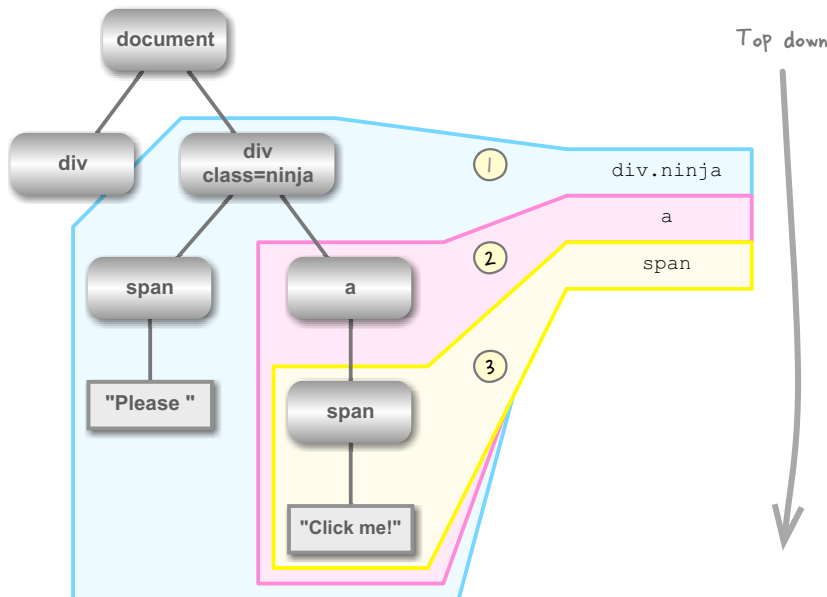 document
Top down
div
div
class=ninja
1
div.ninja
a
2
span
span
a
3
"Please "
span
"Click me!"